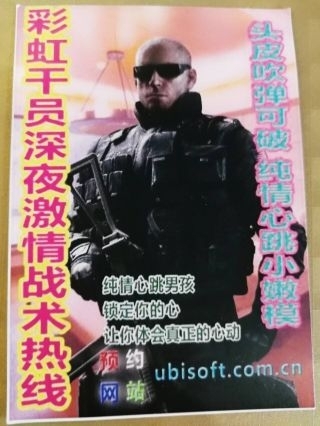 彩虹干员深夜激情战术热线
头皮吹弹可破 纯情心跳小嫩模
纯情心跳男孩
锁定你的心
让你体会真正的心动
预约
网站 ubisoft.com.cn